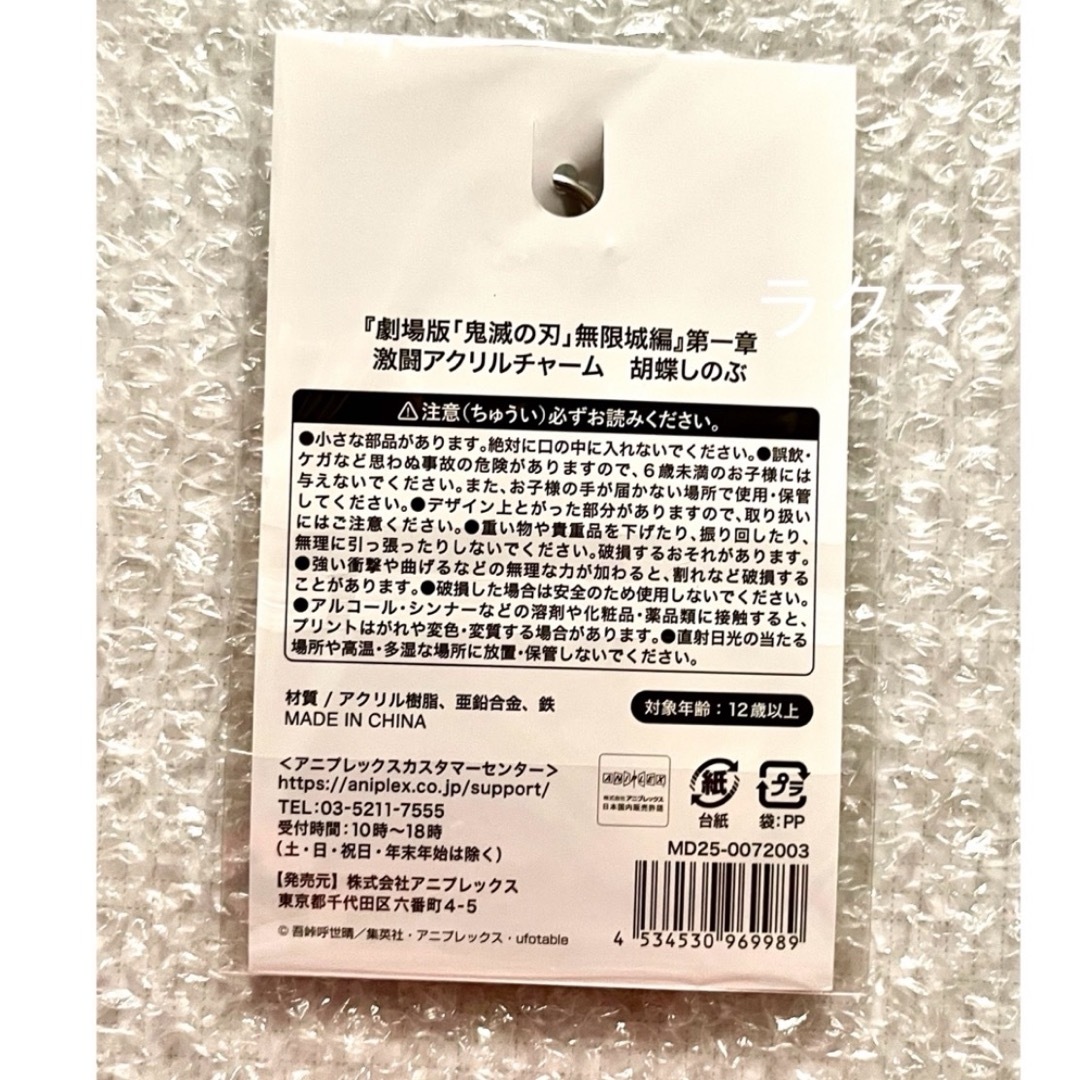 ラクマ
『劇場版「鬼滅の刃」無限城編』第一章
激闘アクリルチャーム 胡蝶しのぶ
⚠注意(ちゅうい)必ずお読みください。
●小さな部品があります。絶対に口の中に入れないでください。●誤飲・
ケガなど思わぬ事故の危険がありますので、6歳未満のお子様には
与えないでください。また、お子様の手が届かない場所で使用・保管
してください。●デザイン上とがった部分がありますので、取り扱い
にはご注意ください。●重い物や貴重品を下げたり、振り回したり、
無理に引っ張ったりしないでください。破損するおそれがあります。
●強い衝撃や曲げるなどの無理な力が加わると、割れなど破損する
ことがあります。●破損した場合は安全のため使用しないでください。
●アルコール・シンナーなどの溶剤や化粧品・薬品類に接触すると、
プリントはがれや変色・変質する場合があります。●直射日光の当たる
場所や高温・多湿な場所に放置・保管しないでください。
材質 / アクリル樹脂、亜鉛合金、鉄
MADE IN CHINA
対象年齢：12歳以上
＜アニプレックスカスタマーセンター＞
https://aniplex.co.jp/support/
TEL：03-5211-7555
受付時間：10時〜18時
(土・日・祝日・年末年始は除く)
【発売元】株式会社アニプレックス
東京都千代田区六番町4-5
© 吾峠呼世晴／集英社・アニプレックス・ufotable
ANIPLEX
株式会社アニプレックス
日本国内販売許諾
紙
台紙
プラ
袋：PP
MD25-0072003
4 534530 969989